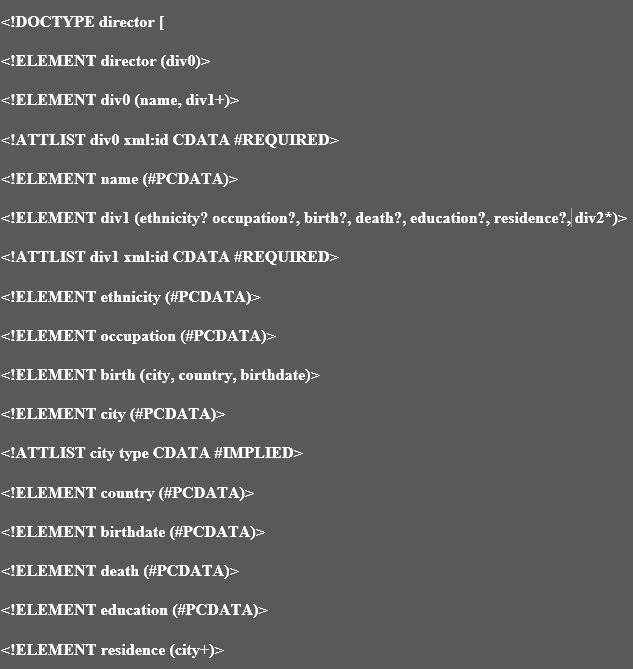 <!DOCTYPE director [
<!ELEMENT director (div0)>
<!ELEMENT div0 (name, div1+)>
<!ATTLIST div0 xml:id CDATA #REQUIRED>
<!ELEMENT name (#PCDATA)>
<!ELEMENT div1 (ethnicity? occupation?, birth?, death?, education?, residence?, div2*)>
<!ATTLIST div1 xml:id CDATA #REQUIRED>
<!ELEMENT ethnicity (#PCDATA)>
<!ELEMENT occupation (#PCDATA)>
<!ELEMENT birth (city, country, birthdate)>
<!ELEMENT city (#PCDATA)>
<!ATTLIST city type CDATA #IMPLIED>
<!ELEMENT country (#PCDATA)>
<!ELEMENT birthdate (#PCDATA)>
<!ELEMENT death (#PCDATA)>
<!ELEMENT education (#PCDATA)>
<!ELEMENT residence (city+)>